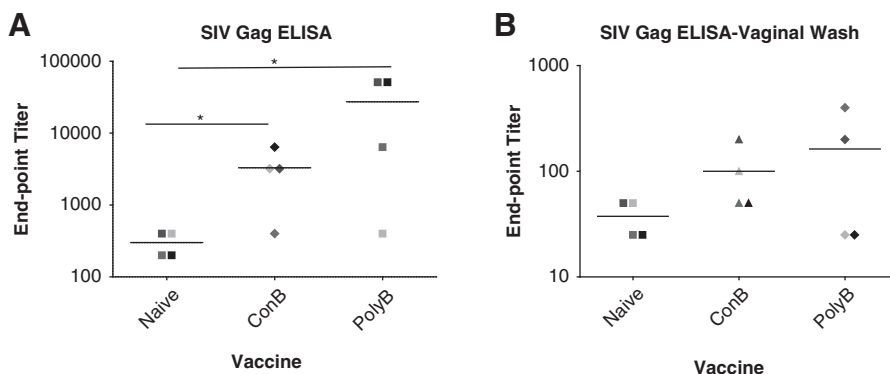 A
SIV Gag ELISA
100000
10000
1000
100
End-point Titer
*
*
Naive
ConB
PolyB
Vaccine
B
SIV Gag ELISA-Vaginal Wash
1000
100
10
End-point Titer
Naive
ConB
PolyB
Vaccine